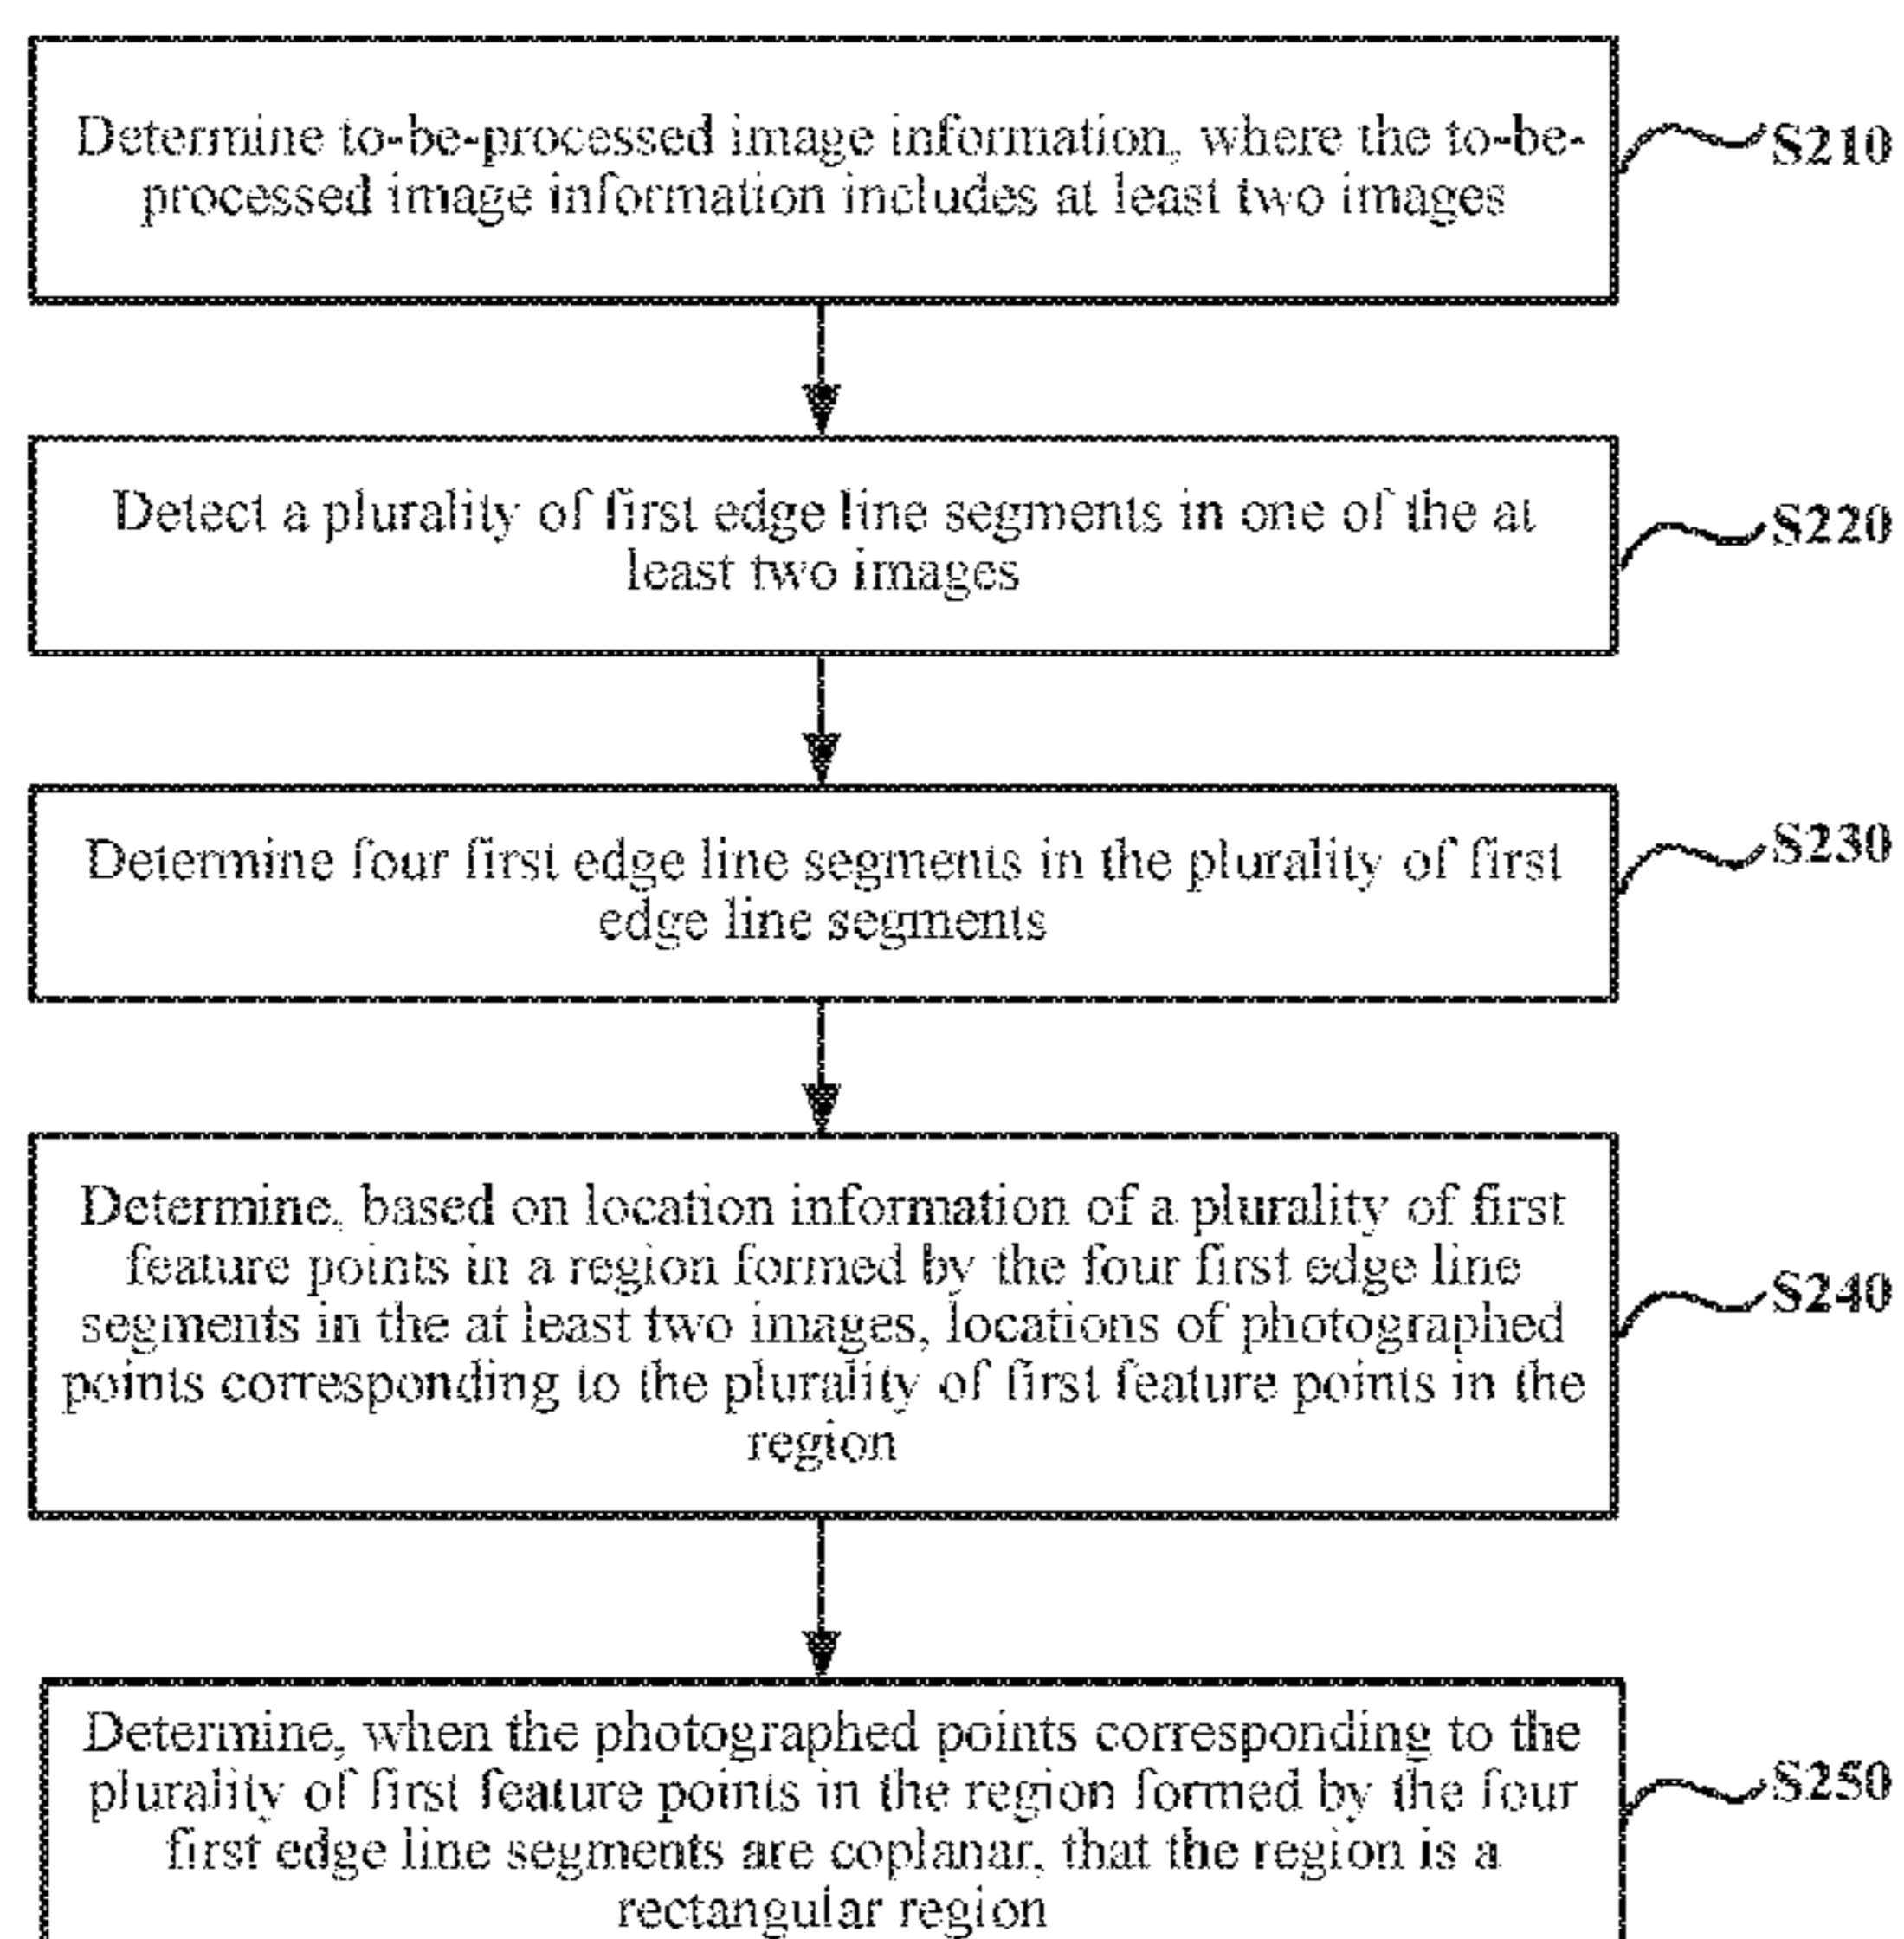 Determine to-be-processed image information, where the to-be-
processed image information includes at least two images
S210
Detect a plurality of first edge line segments in one of the at
least two images
S220
Determine four first edge line segments in the plurality of first
edge line segments
S230
Determine, based on location information of a plurality of first
feature points in a region formed by the four first edge line
segments in the at least two images, locations of photographed
points corresponding to the plurality of first feature points in the
region
S240
Determine, when the photographed points corresponding to the
plurality of first feature points in the region formed by the four
first edge line segments are coplanar, that the region is a
rectangular region
S250